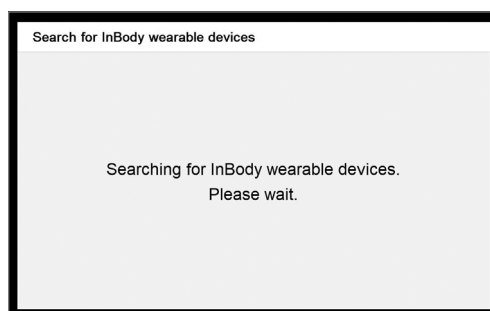 Search for InBody wearable devices
Searching for InBody wearable devices.
Please wait.